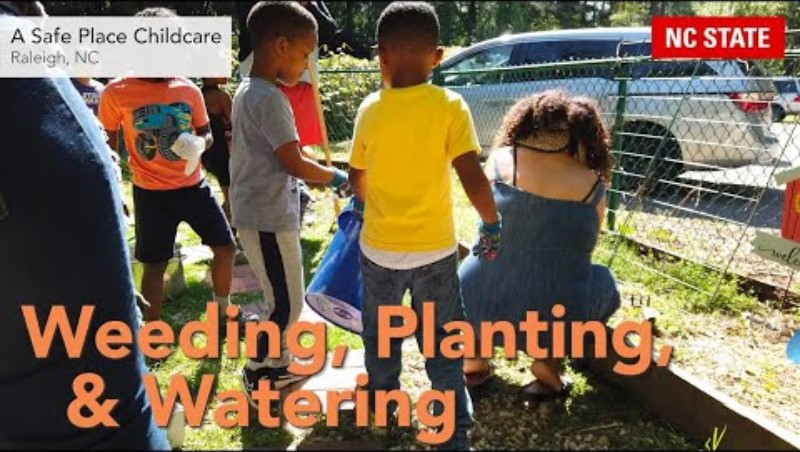 A Safe Place Childcare
Raleigh, NC
NC STATE
Weeding, Planting,
& Watering